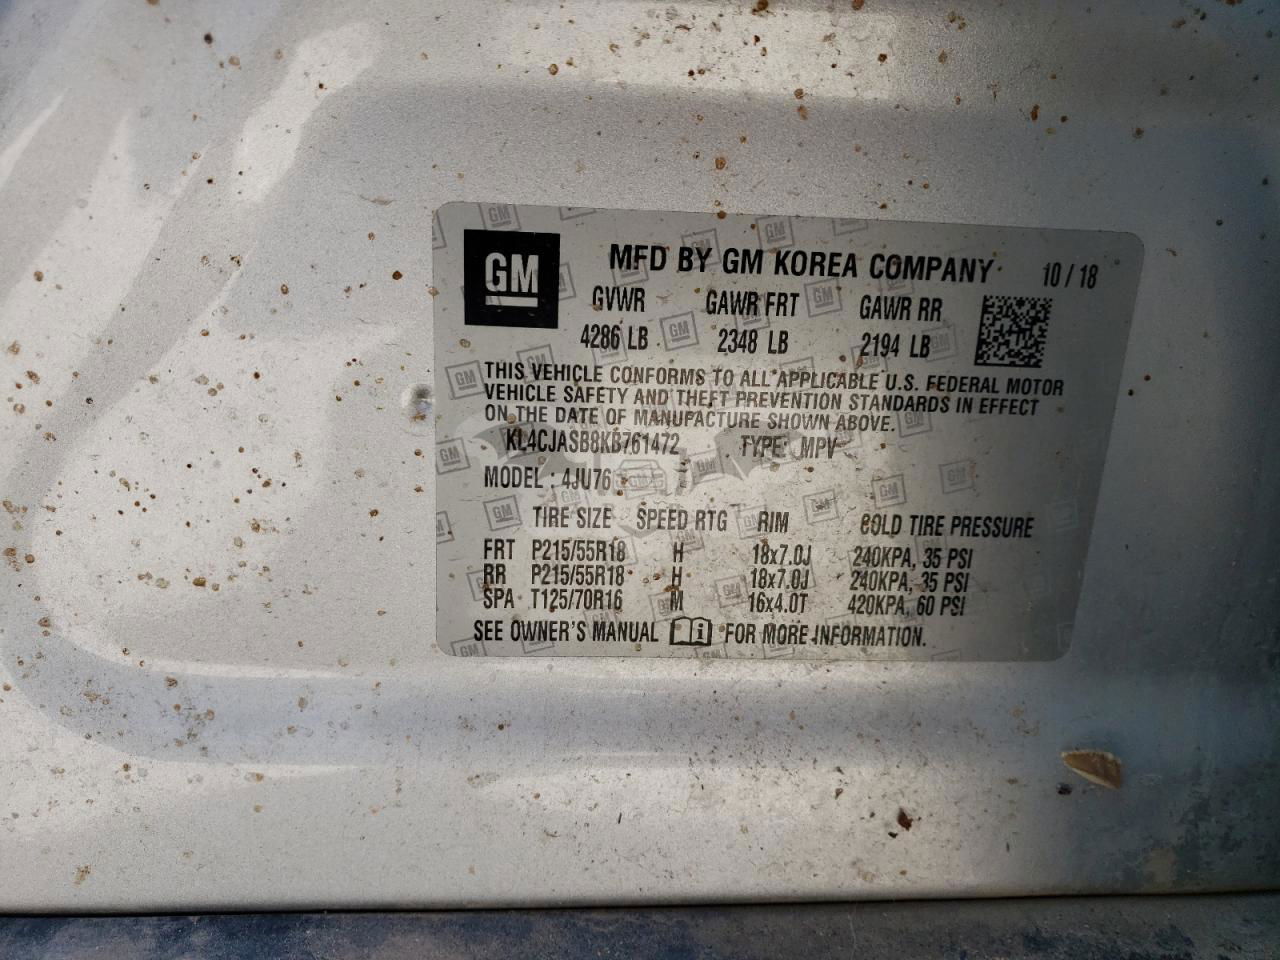 GM MFD BY GM KOREA COMPANY 10 / 18
GVWR GAWR FRT GAWR RR
4286 LB 2348 LB 2194 LB
THIS VEHICLE CONFORMS TO ALL APPLICABLE U.S. FEDERAL MOTOR
VEHICLE SAFETY AND THEFT PREVENTION STANDARDS IN EFFECT
ON THE DATE OF MANUFACTURE SHOWN ABOVE.
KL4CJASB8KB761472 TYPE: MPV
MODEL : 4JU76
TIRE SIZE SPEED RTG RIM COLD TIRE PRESSURE
FRT P215/55R18 H 18x7.0J 240KPA, 35 PSI
RR P215/55R18 H 18x7.0J 240KPA, 35 PSI
SPA T125/70R16 M 16x4.0T 420KPA, 60 PSI
SEE OWNER'S MANUAL i FOR MORE INFORMATION.